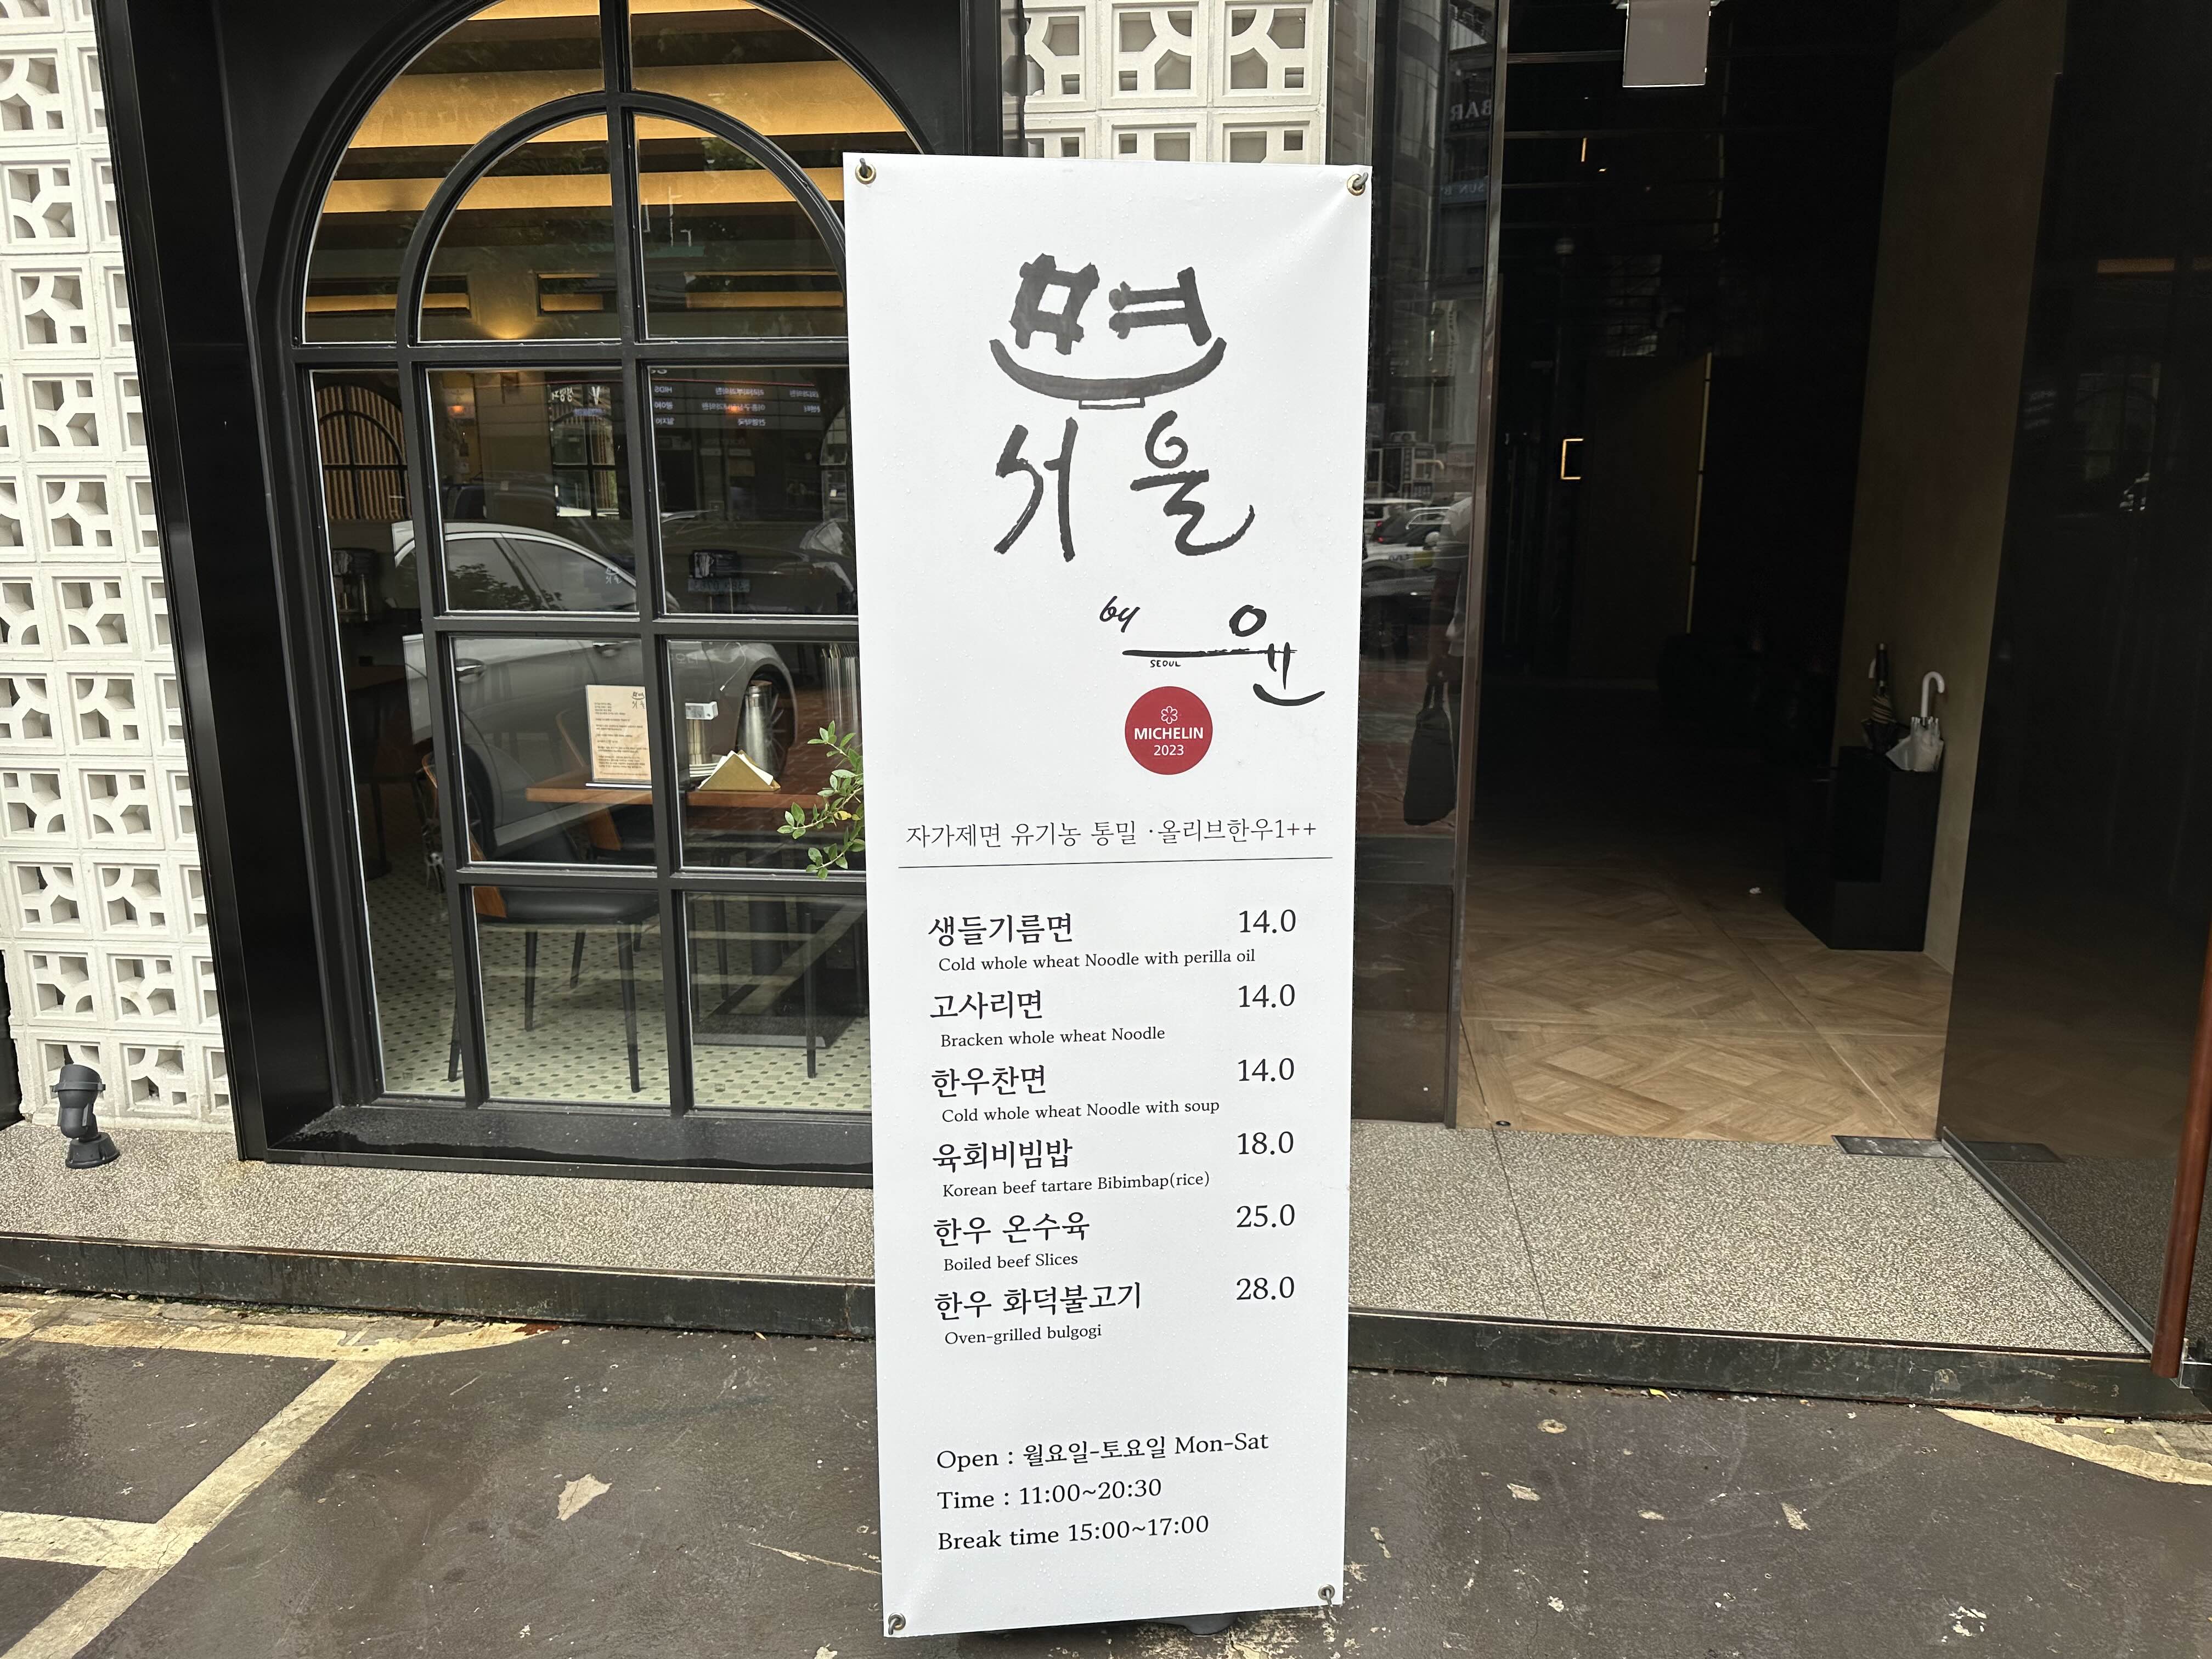 면
서울
by 윤
SEOUL
MICHELIN
2023
자가제면 유기농 통밀 ·올리브한우1++
생들기름면 14.0
Cold whole wheat Noodle with perilla oil
고사리면 14.0
Bracken whole wheat Noodle
한우찬면 14.0
Cold whole wheat Noodle with soup
육회비빔밥 18.0
Korean beef tartare Bibimbap(rice)
한우 온수육 25.0
Boiled beef Slices
한우 화덕불고기 28.0
Oven-grilled bulgogi
Open : 월요일-토요일 Mon-Sat
Time : 11:00~20:30
Break time 15:00~17:00